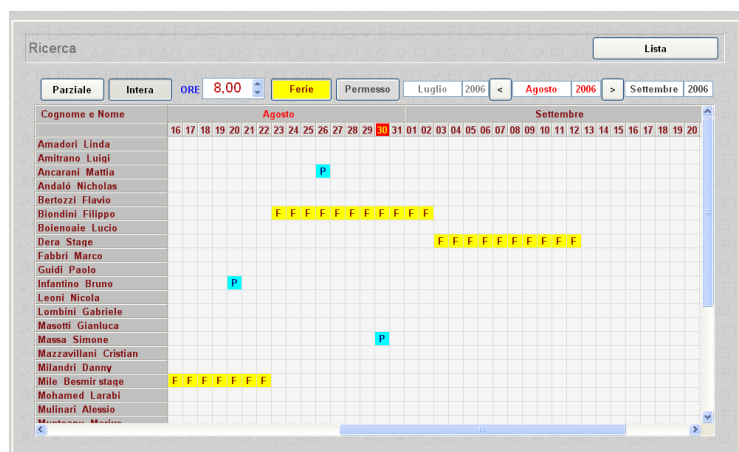 Ricerca
Lista
Parziale Intera ORE 8,00 Ferie Permesso Luglio 2006 < Agosto 2006 > Settembre 2006
Cognome e Nome Agosto Settembre
16 17 18 19 20 21 22 23 24 25 26 27 28 29 30 31 01 02 03 04 05 06 07 08 09 10 11 12 13 14 15 16 17 18 19 20
Amadori Linda
Amitrano Luigi
Ancarani Mattia P
Andalò Nicholas
Bertozzi Flavio
Biondini Filippo F F F F F F F F F F F
Boienoaie Lucio
Dera Stage F F F F F F F F F F
Fabbri Marco
Guidi Paolo
Infantino Bruno P
Leoni Nicola
Lombini Gabriele
Masotti Gianluca
Massa Simone P
Mazzavillani Cristian
Milandri Danny
Mile Besmir stage F F F F F F F
Mohamed Larabi
Mulinari Alessio